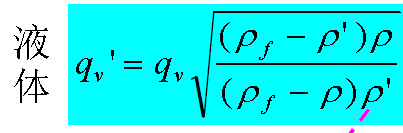 液体 q_v' = q_v √((ρ_f − ρ')ρ / (ρ_f − ρ)ρ')